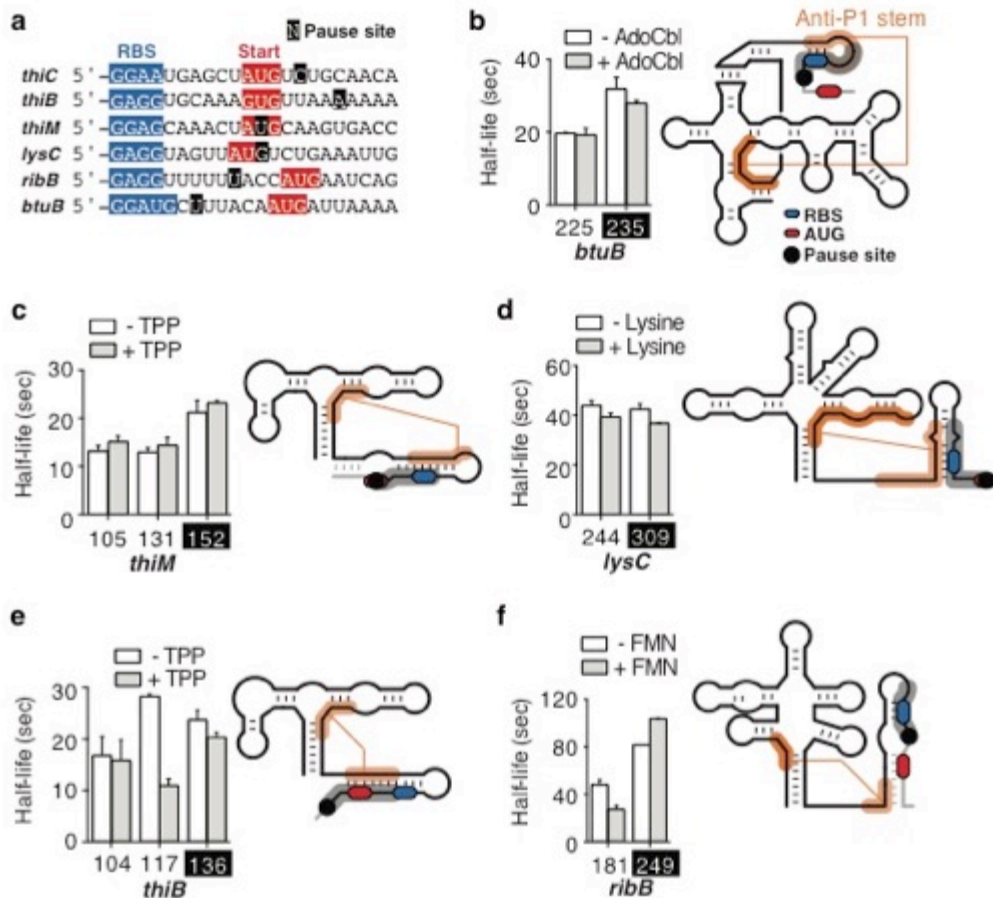 a
N Pause site
RBS Start
thiC 5'–GGAAUGAGCUAUGUCUGCAACA
thiB 5'–GAGGUGCAAAGUGUUAAAAAAA
thiM 5'–GGAGCAAACUAUGCAAGUGACC
lysC 5'–GAGGUAGUUAUGUCUGAAAUUG
ribB 5'–GAGGUUUUUUACCAUGAAUCAG
btuB 5'–GGAUGCUUUACAAUGAUUAAAA
b
- AdoCbl
+ AdoCbl
Half-life (sec)
40
20
0
225 235
btuB
Anti-P1 stem
RBS
AUG
Pause site
c
- TPP
+ TPP
Half-life (sec)
30
20
10
0
105 131 152
thiM
d
- Lysine
+ Lysine
Half-life (sec)
60
40
20
0
244 309
lysC
e
- TPP
+ TPP
Half-life (sec)
30
20
10
0
104 117 136
thiB
f
- FMN
+ FMN
Half-life (sec)
120
80
40
0
181 249
ribB